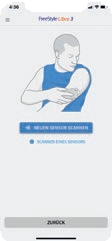 4:36
FreeStyle Libre 3
NEUEN SENSOR SCANNEN
SCANNEN EINES SENSORS
ZURÜCK